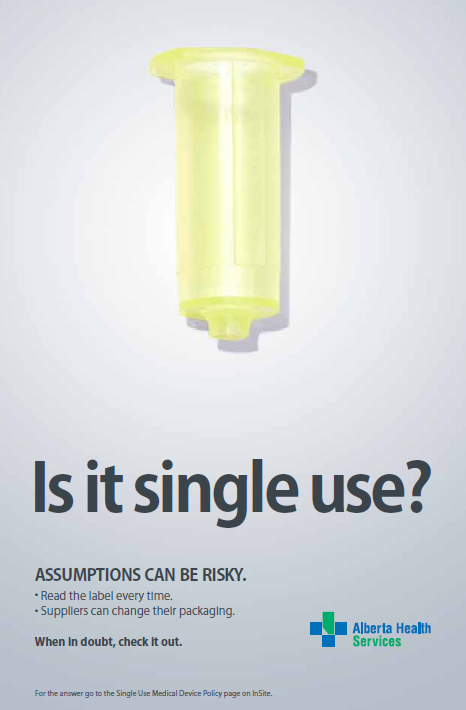 Is it single use?
ASSUMPTIONS CAN BE RISKY.
• Read the label every time.
• Suppliers can change their packaging.
When in doubt, check it out.
Alberta Health
Services
For the answer go to the Single Use Medical Device Policy page on InSite.